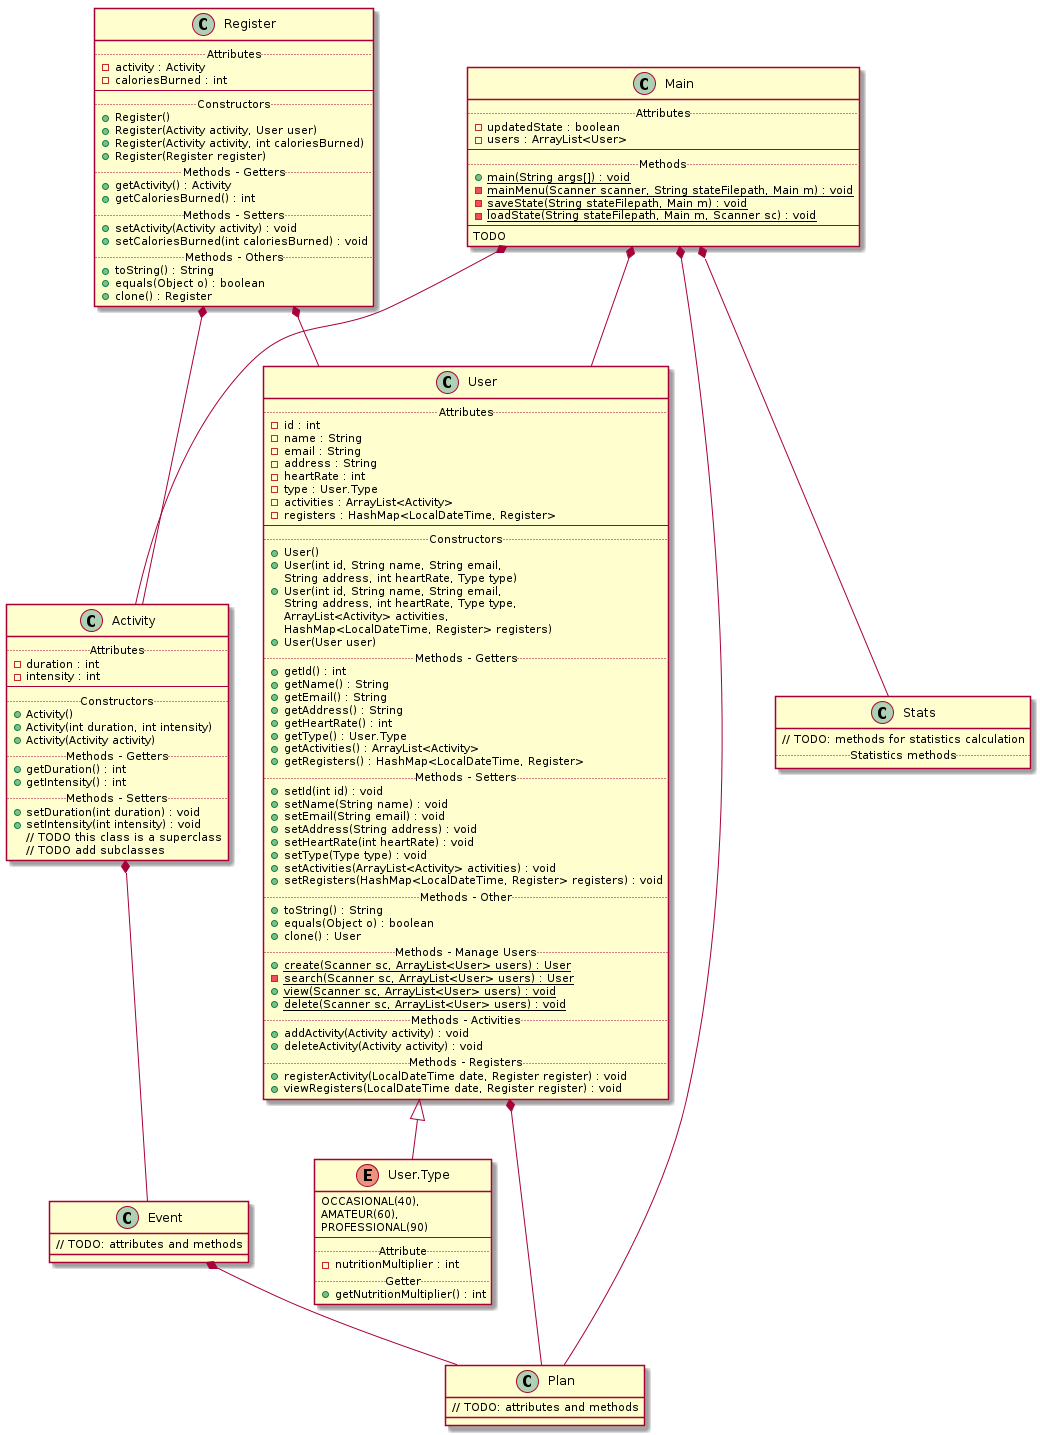 C Register
Attributes
activity : Activity
caloriesBurned : int
Constructors
Register()
Register(Activity activity, User user)
Register(Activity activity, int caloriesBurned)
Register(Register register)
Methods - Getters
getActivity() : Activity
getCaloriesBurned() : int
Methods - Setters
setActivity(Activity activity) : void
setCaloriesBurned(int caloriesBurned) : void
Methods - Others
toString() : String
equals(Object o) : boolean
clone() : Register
C Main
Attributes
updatedState : boolean
users : ArrayList<User>
Methods
main(String args[]) : void
mainMenu(Scanner scanner, String stateFilepath, Main m) : void
saveState(String stateFilepath, Main m) : void
loadState(String stateFilepath, Main m, Scanner sc) : void
TODO
C User
Attributes
id : int
name : String
email : String
address : String
heartRate : int
type : User.Type
activities : ArrayList<Activity>
registers : HashMap<LocalDateTime, Register>
Constructors
User()
User(int id, String name, String email,
String address, int heartRate, Type type)
User(int id, String name, String email,
String address, int heartRate, Type type,
ArrayList<Activity> activities,
HashMap<LocalDateTime, Register> registers)
User(User user)
Methods - Getters
getId() : int
getName() : String
getEmail() : String
getAddress() : String
getHeartRate() : int
getType() : User.Type
getActivities() : ArrayList<Activity>
getRegisters() : HashMap<LocalDateTime, Register>
Methods - Setters
setId(int id) : void
setName(String name) : void
setEmail(String email) : void
setAddress(String address) : void
setHeartRate(int heartRate) : void
setType(Type type) : void
setActivities(ArrayList<Activity> activities) : void
setRegisters(HashMap<LocalDateTime, Register> registers) : void
Methods - Other
toString() : String
equals(Object o) : boolean
clone() : User
Methods - Manage Users
create(Scanner sc, ArrayList<User> users) : User
search(Scanner sc, ArrayList<User> users) : User
view(Scanner sc, ArrayList<User> users) : void
delete(Scanner sc, ArrayList<User> users) : void
Methods - Activities
addActivity(Activity activity) : void
deleteActivity(Activity activity) : void
Methods - Registers
registerActivity(LocalDateTime date, Register register) : void
viewRegisters(LocalDateTime date, Register register) : void
C Activity
Attributes
duration : int
intensity : int
Constructors
Activity()
Activity(int duration, int intensity)
Activity(Activity activity)
Methods - Getters
getDuration() : int
getIntensity() : int
Methods - Setters
setDuration(int duration) : void
setIntensity(int intensity) : void
// TODO this class is a superclass
// TODO add subclasses
C Stats
// TODO: methods for statistics calculation
Statistics methods
C Event
// TODO: attributes and methods
E User.Type
OCCASIONAL(40),
AMATEUR(60),
PROFESSIONAL(90)
Attribute
nutritionMultiplier : int
Getter
getNutritionMultiplier() : int
C Plan
// TODO: attributes and methods